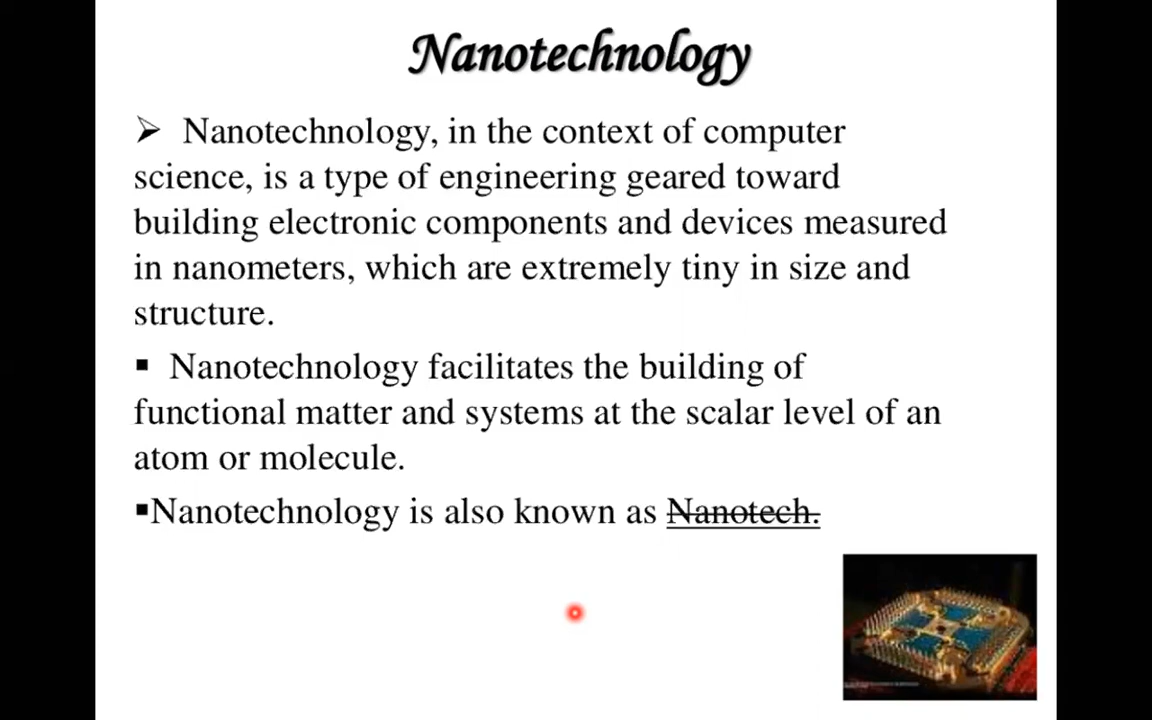 Nanotechnology
➢ Nanotechnology, in the context of computer
science, is a type of engineering geared toward
building electronic components and devices measured
in nanometers, which are extremely tiny in size and
structure.
▪ Nanotechnology facilitates the building of
functional matter and systems at the scalar level of an
atom or molecule.
▪Nanotechnology is also known as Nanotech.